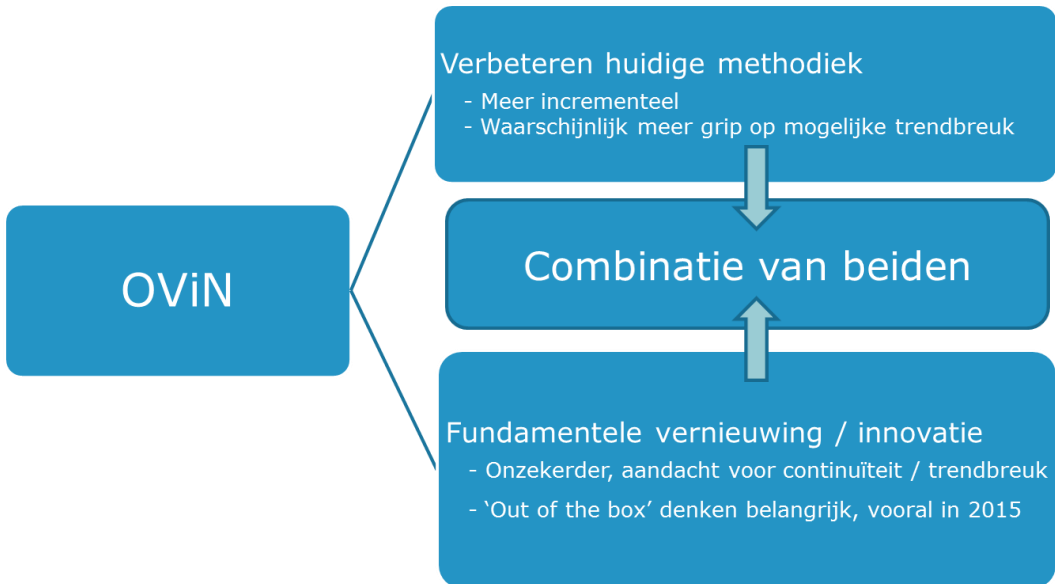 OViN
Verbeteren huidige methodiek
- Meer incrementeel
- Waarschijnlijk meer grip op mogelijke trendbreuk
Combinatie van beiden
Fundamentele vernieuwing / innovatie
- Onzekerder, aandacht voor continuïteit / trendbreuk
- ‘Out of the box’ denken belangrijk, vooral in 2015